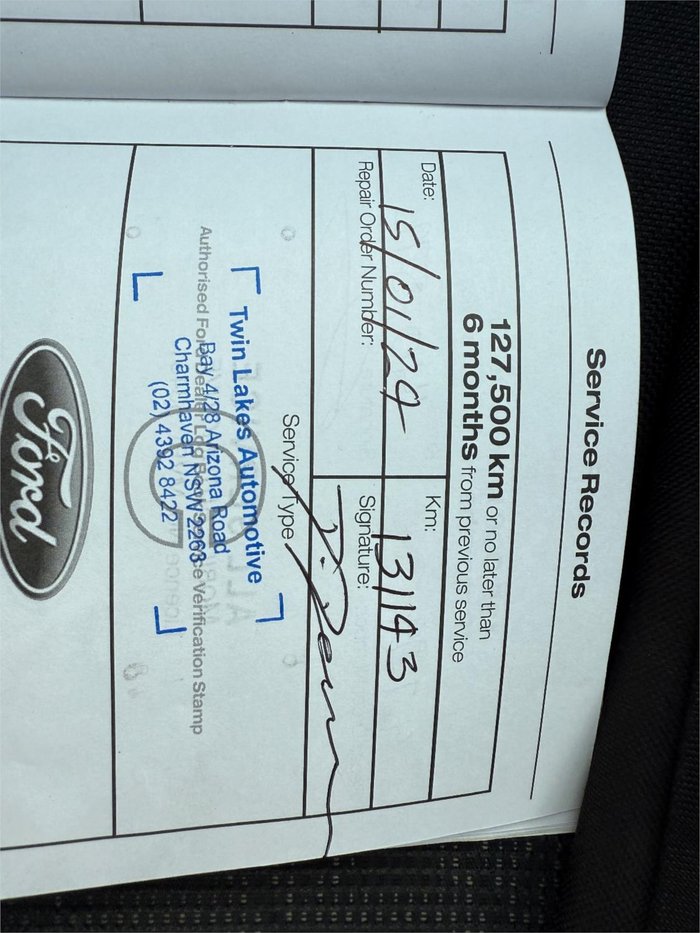 Service Records
127,500 km or no later than
6 months from previous service
Date: 15/01/24
Km: 131143
Repair Order Number:
Signature:
Service Type
Authorised Ford Dealer Log Book Service Verification Stamp
Twin Lakes Automotive
Bay 4/28 Arizona Road
Charmhaven NSW 2263
(02) 4392 8422
Ford